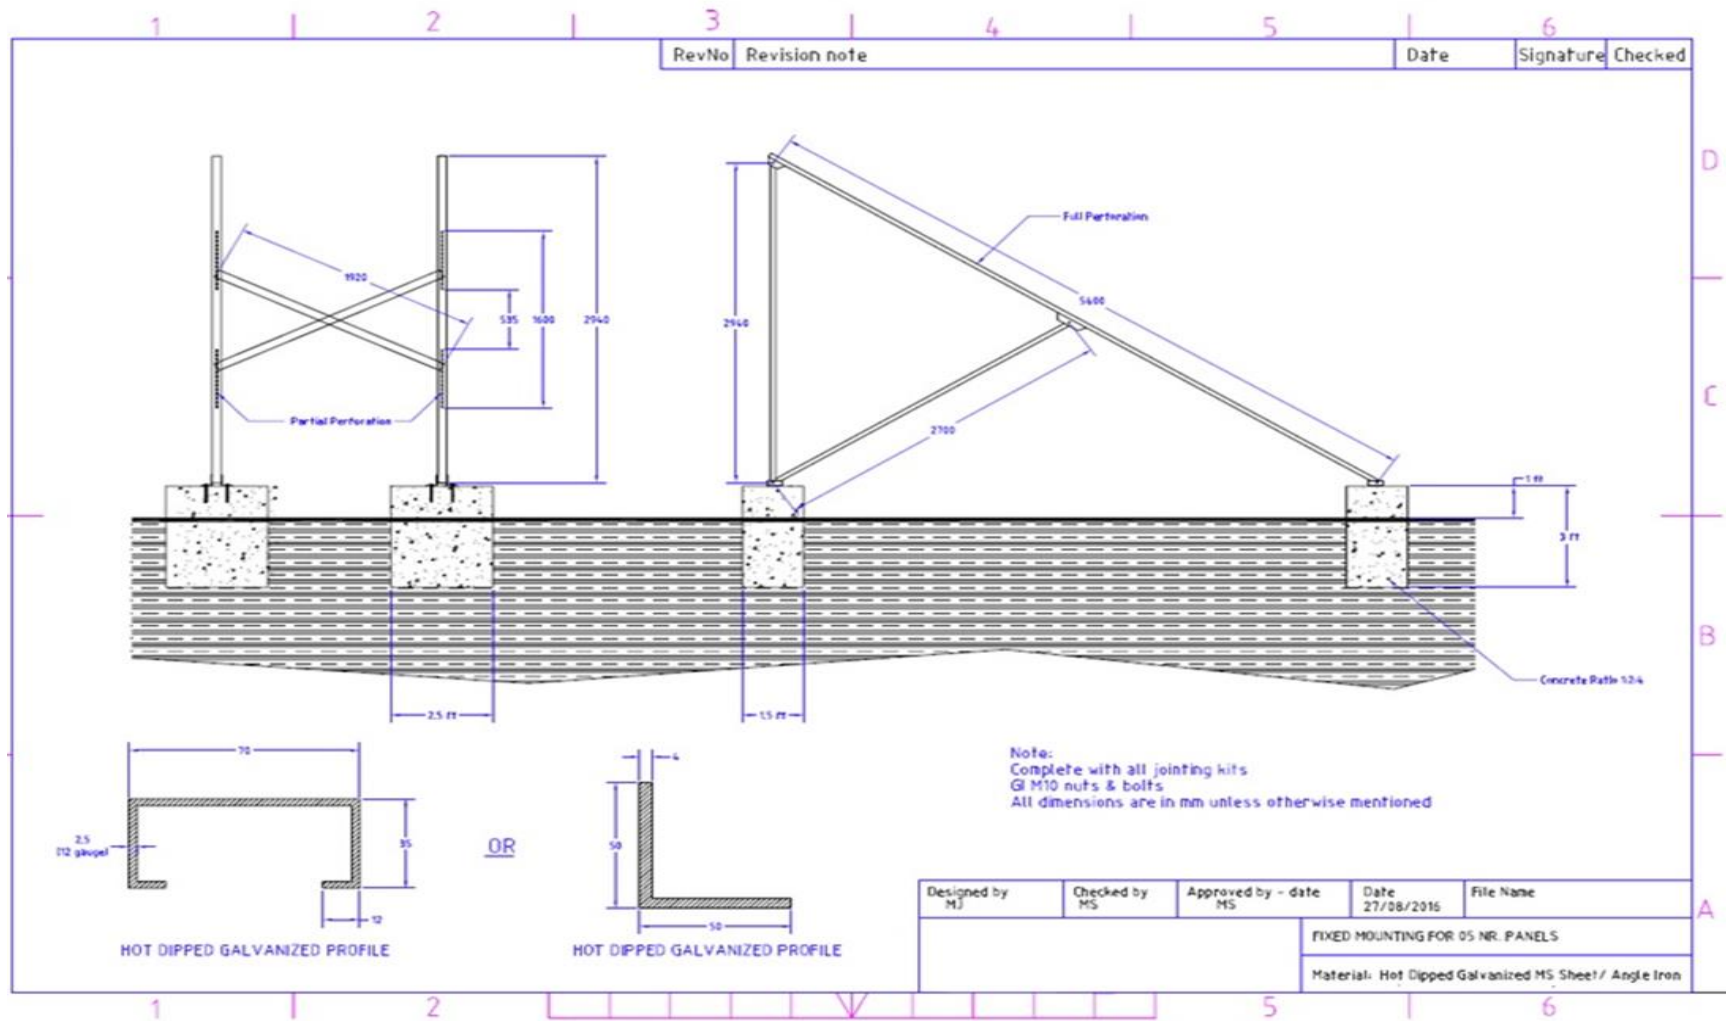 1 2 3 4 5 6
RevNo Revision note Date Signature Checked
D
Full Perforation
1920
5400
535 1600 2940
2940
C
Partial Perforation
2700
1 ft
3 ft
B
Concrete Ratio 1:2:4
2.5 ft
1.5 ft
70
4
Note:
Complete with all jointing kits
GI M10 nuts & bolts
All dimensions are in mm unless otherwise mentioned
2.5
(12 gauge)
35
OR
50
12
50
HOT DIPPED GALVANIZED PROFILE
HOT DIPPED GALVANIZED PROFILE
Designed by
MJ
Checked by
MS
Approved by - date
MS
Date
27/08/2016
File Name
A
FIXED MOUNTING FOR 05 NR. PANELS
Material: Hot Dipped Galvanized MS Sheet/ Angle Iron
1 2 5 6